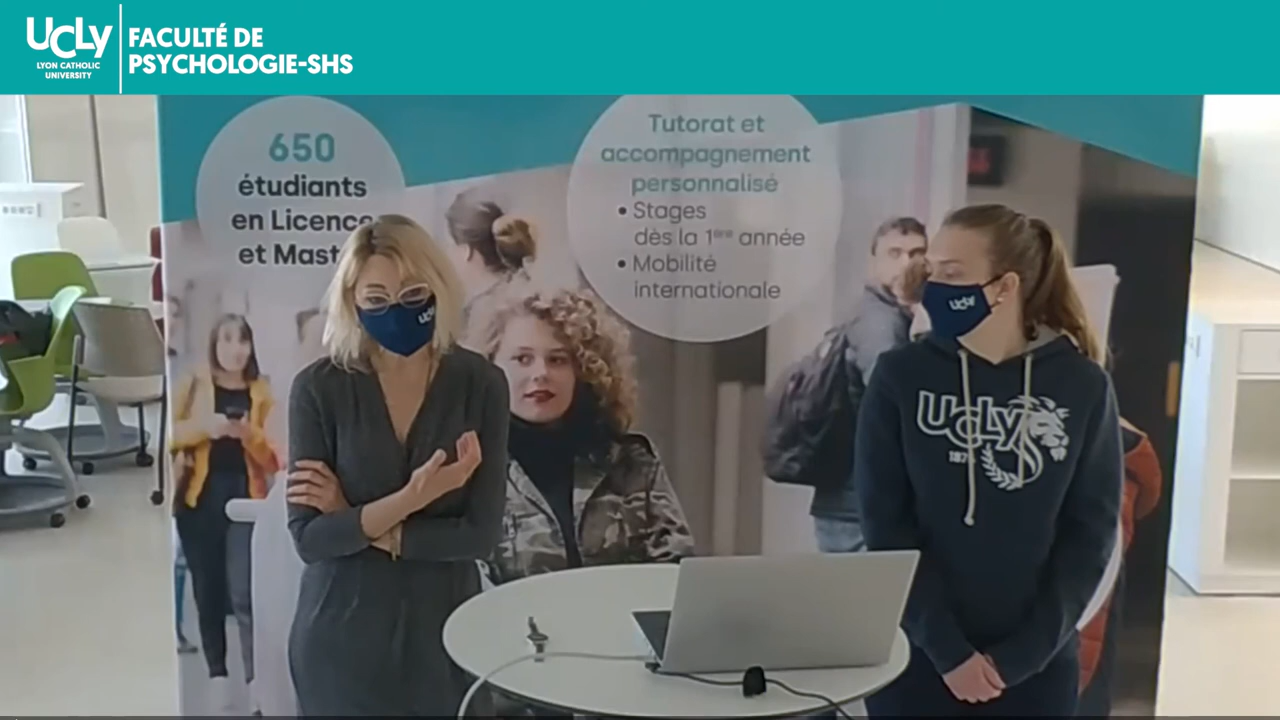 UCLy
LYON CATHOLIC
UNIVERSITY
FACULTÉ DE
PSYCHOLOGIE-SHS
650
étudiants
en Licence
et Mast
Tutorat et
accompagnement
personnalisé
• Stages
dès la 1ère année
• Mobilité
internationale
UCLy
UCLy
UCLy
187